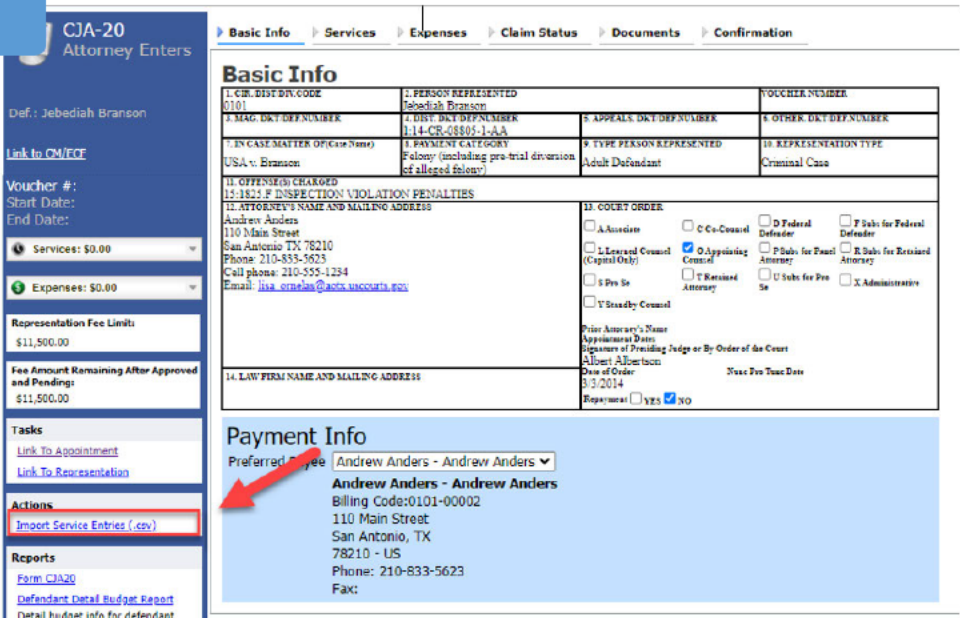 CJA-20
Attorney Enters
Def.: Jebediah Branson
Link to CM/ECF
Voucher #:
Start Date:
End Date:
Services: $0.00
Expenses: $0.00
Representation Fee Limit:
$11,500.00
Fee Amount Remaining After Approved
and Pending:
$11,500.00
Tasks
Link To Appointment
Link To Representation
Actions
Import Service Entries (.csv)
Reports
Form CJA20
Defendant Detail Budget Report
Detail budget info for defendant
Basic Info
Services
Expenses
Claim Status
Documents
Confirmation
Basic Info
1. CIR. DIST/DIV. CODE
0101
2. PERSON REPRESENTED
Jebediah Branson
VOUCHER NUMBER
3. MAG. DKT/DEF.NUMBER
4. DIST. DKT/DEF.NUMBER
1:14-CR-08805-1-AA
5. APPEALS. DKT/DEF.NUMBER
6. OTHER. DKT/DEF.NUMBER
7. IN CASE/MATTER OF(Case Name)
USA v. Branson
8. PAYMENT CATEGORY
Felony (including pre-trial diversion
of alleged felony)
9. TYPE PERSON REPRESENTED
Adult Defendant
10. REPRESENTATION TYPE
Criminal Case
11. OFFENSE(S) CHARGED
15:1825.F INSPECTION VIOLATION PENALTIES
12. ATTORNEY'S NAME AND MAILING ADDRESS
Andrew Anders
110 Main Street
San Antonio TX 78210
Phone: 210-833-5623
Cell phone: 210-555-1234
Email: lisa_ornelas@aotx.uscourts.gov
13. COURT ORDER
A Associate
C Co-Counsel
D Federal
Defender
F Subs for Federal
Defender
L Learned Counsel
(Capital Only)
O Appointing
Counsel
P Subs for Panel
Attorney
R Subs for Retained
Attorney
S Pro Se
T Retained
Attorney
U Subs for Pro
Se
X Administrative
Y Standby Counsel
Prior Attorney's Name
Appointment Dates
Signature of Presiding Judge or By Order of the Court
Albert Albertson
Date of Order
Nunc Pro Tunc Date
3/3/2014
Repayment YES NO
14. LAW FIRM NAME AND MAILING ADDRESS
Payment Info
Preferred Payee Andrew Anders - Andrew Anders
Andrew Anders - Andrew Anders
Billing Code:0101-00002
110 Main Street
San Antonio, TX
78210 - US
Phone: 210-833-5623
Fax: